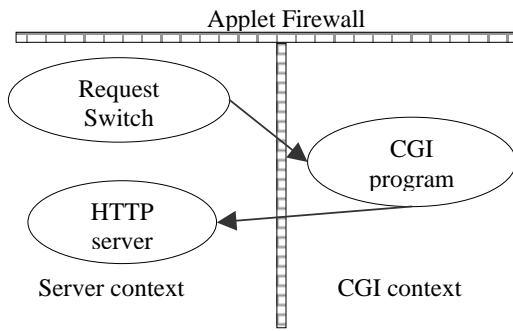 Applet Firewall
Request
Switch
CGI
program
HTTP
server
Server context
CGI context